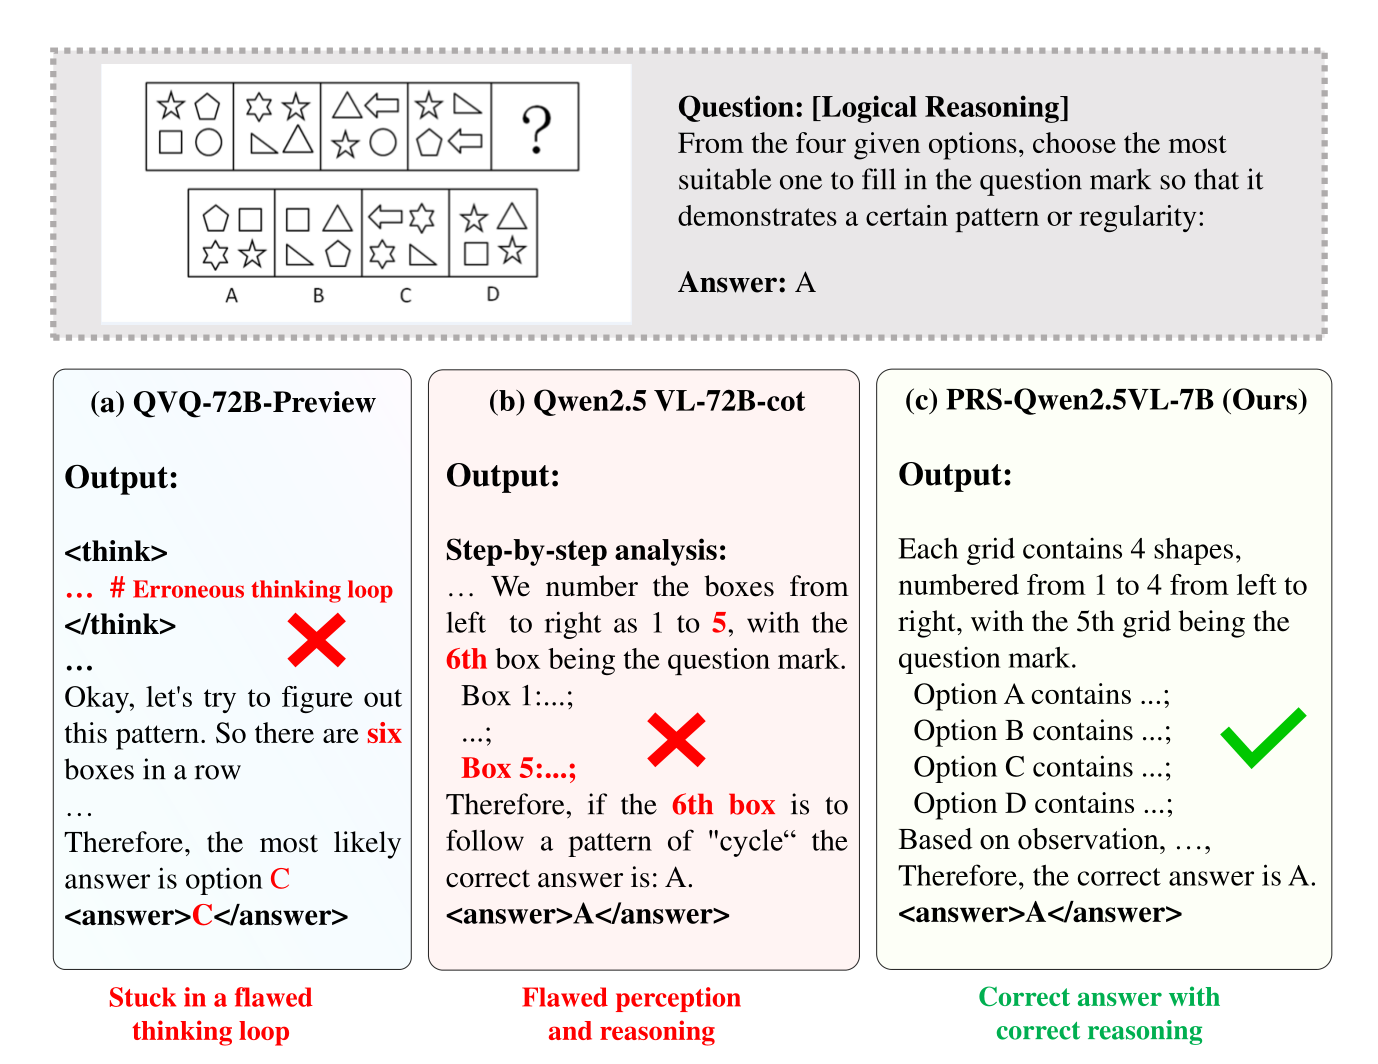 ?
A B C D
Question: [Logical Reasoning]
From the four given options, choose the most
suitable one to fill in the question mark so that it
demonstrates a certain pattern or regularity:
Answer: A
(a) QVQ-72B-Preview
Output:
<think>
… # Erroneous thinking loop
</think>
…
Okay, let's try to figure out
this pattern. So there are six
boxes in a row
…
Therefore, the most likely
answer is option C
<answer>C</answer>
Stuck in a flawed
thinking loop
(b) Qwen2.5 VL-72B-cot
Output:
Step-by-step analysis:
… We number the boxes from
left to right as 1 to 5, with the
6th box being the question mark.
Box 1:...;
...;
Box 5:...;
Therefore, if the 6th box is to
follow a pattern of "cycle“ the
correct answer is: A.
<answer>A</answer>
Flawed perception
and reasoning
(c) PRS-Qwen2.5VL-7B (Ours)
Output:
Each grid contains 4 shapes,
numbered from 1 to 4 from left to
right, with the 5th grid being the
question mark.
Option A contains ...;
Option B contains ...;
Option C contains ...;
Option D contains ...;
Based on observation, …,
Therefore, the correct answer is A.
<answer>A</answer>
Correct answer with
correct reasoning